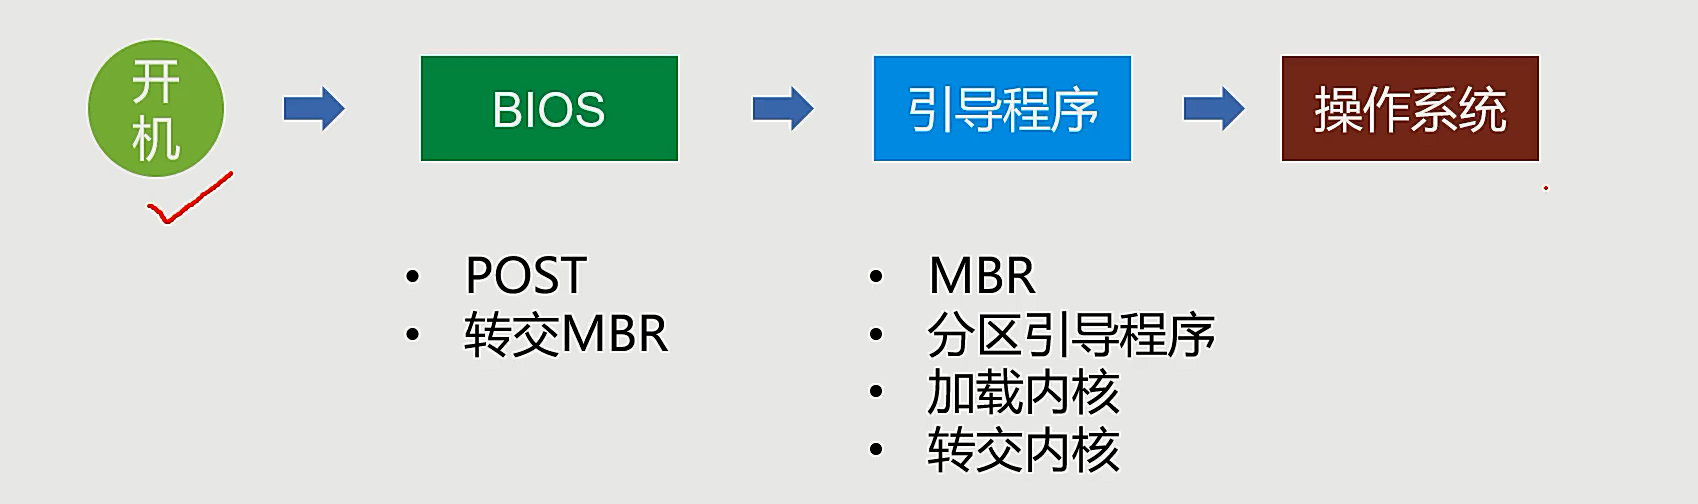 开
机
BIOS
引导程序
操作系统
• POST
• 转交MBR
• MBR
• 分区引导程序
• 加载内核
• 转交内核